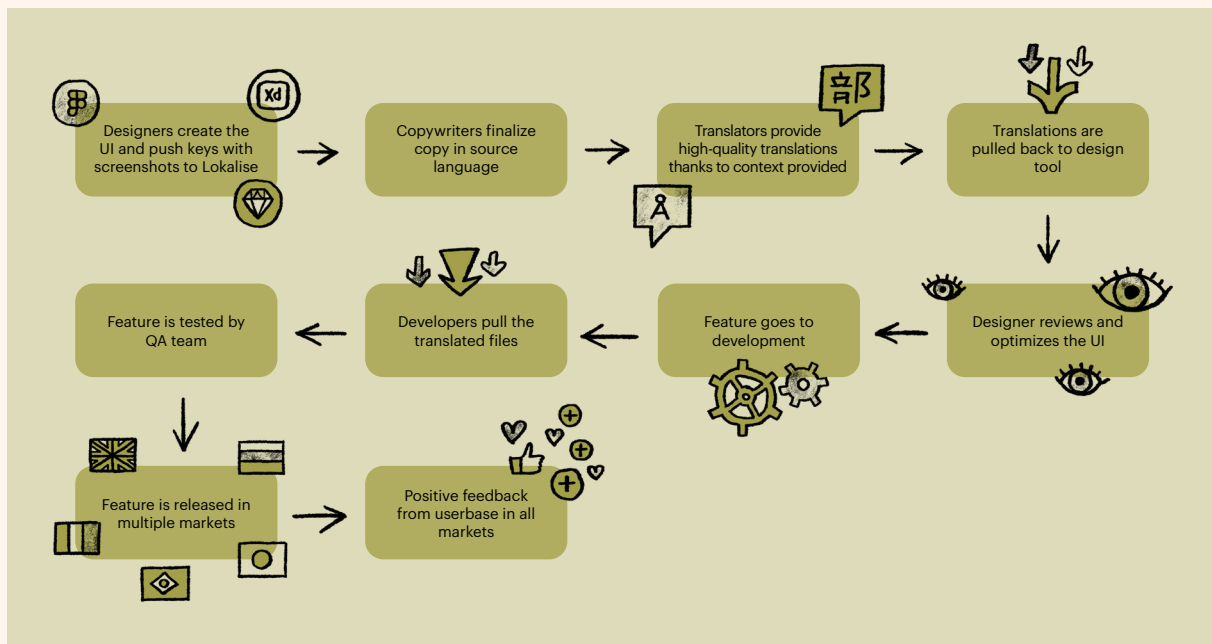 Xd
部
Designers create the
UI and push keys with
screenshots to Lokalise
Copywriters finalize
copy in source
language
Translators provide
high-quality translations
thanks to context provided
Å
Translations are
pulled back to design
tool
Designer reviews and
optimizes the UI
Feature goes to
development
Developers pull the
translated files
Feature is tested by
QA team
Feature is released in
multiple markets
Positive feedback
from userbase in all
markets